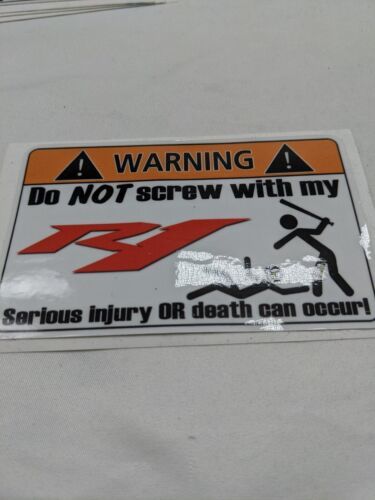 WARNING
Do NOT screw with my
R1
Serious injury OR death can occur!